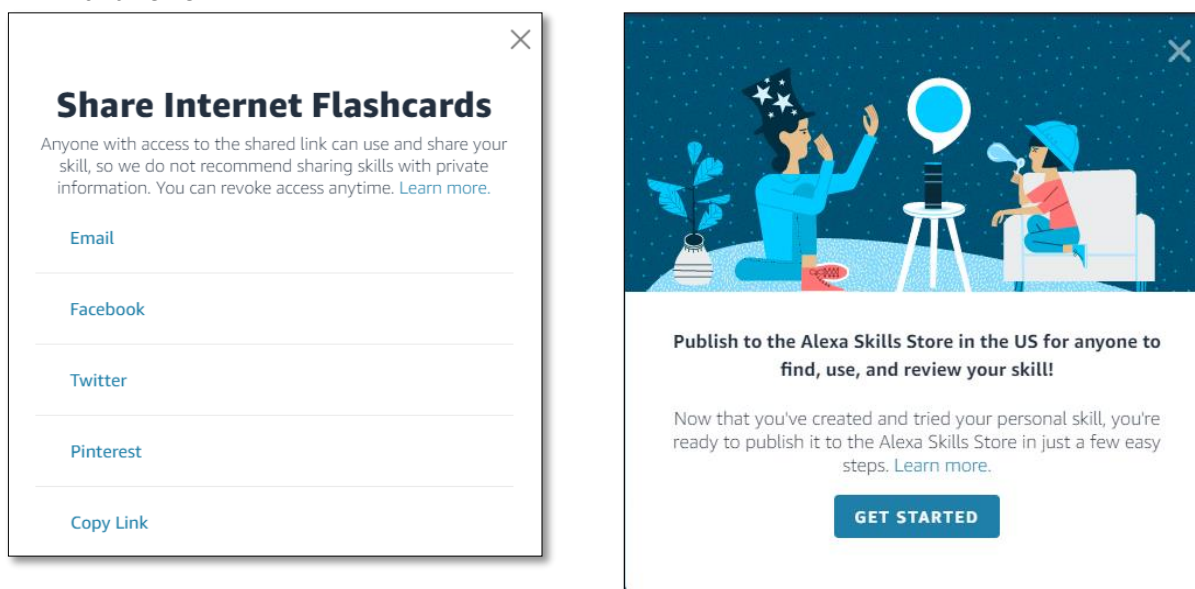 Share Internet Flashcards
Anyone with access to the shared link can use and share your
skill, so we do not recommend sharing skills with private
information. You can revoke access anytime. Learn more.
Email
Facebook
Twitter
Pinterest
Copy Link
Publish to the Alexa Skills Store in the US for anyone to
find, use, and review your skill!
Now that you've created and tried your personal skill, you're
ready to publish it to the Alexa Skills Store in just a few easy
steps. Learn more.
GET STARTED